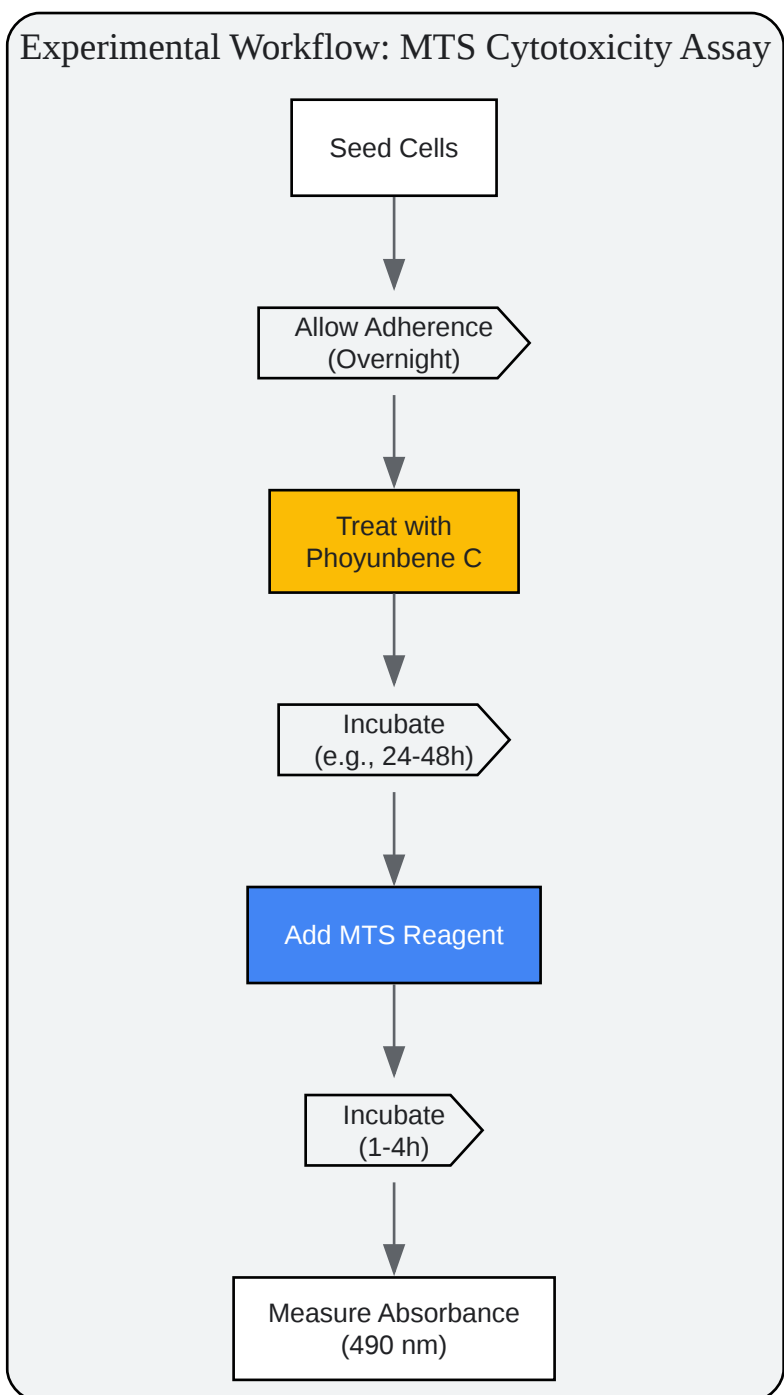 Experimental Workflow: MTS Cytotoxicity Assay
Seed Cells
Allow Adherence
(Overnight)
Treat with
Phoyunbene C
Incubate
(e.g., 24-48h)
Add MTS Reagent
Incubate
(1-4h)
Measure Absorbance
(490 nm)